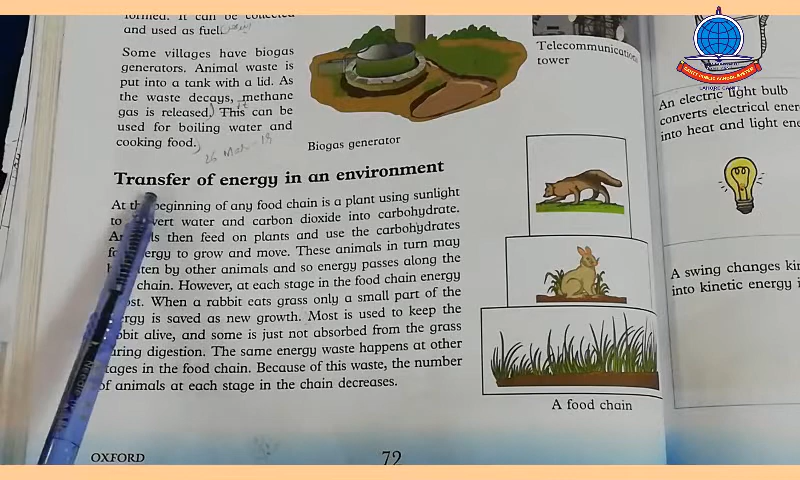 formed. It can be collected
and used as fuel.
Some villages have biogas
generators. Animal waste is
put into a tank with a lid. As
the waste decays, methane
gas is released. This can be
used for boiling water and
cooking food.
Biogas generator
Telecommunication
tower
Transfer of energy in an environment
At the beginning of any food chain is a plant using sunlight
to convert water and carbon dioxide into carbohydrate.
then feed on plants and use the carbohydrates
energy to grow and move. These animals in turn may
by other animals and so energy passes along
chain. However, at each stage in the food chain energy
When a rabbit eats grass only a small part of the
is saved as new growth. Most is used to keep the
alive, and some is just not absorbed from the grass
digestion. The same energy waste happens at other
in the food chain. Because of this waste, the number
of animals at each stage in the chain decreases.
A food chain
OXFORD
72
An electric light bulb
converts electrical ener
into heat and light ene
A swing changes kin
into kinetic energy i